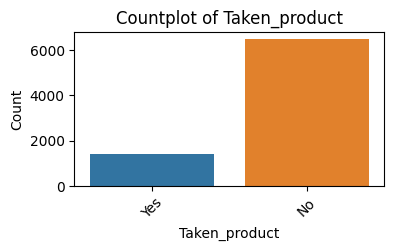 Countplot of Taken_product
6000
4000
2000
0
Count
Yes
No
Taken_product